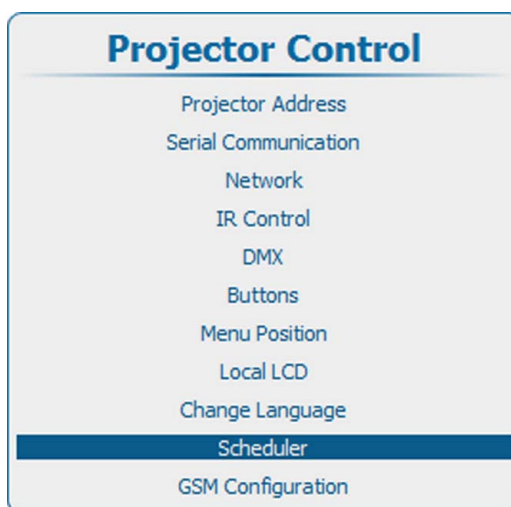 Projector Control
Projector Address
Serial Communication
Network
IR Control
DMX
Buttons
Menu Position
Local LCD
Change Language
Scheduler
GSM Configuration